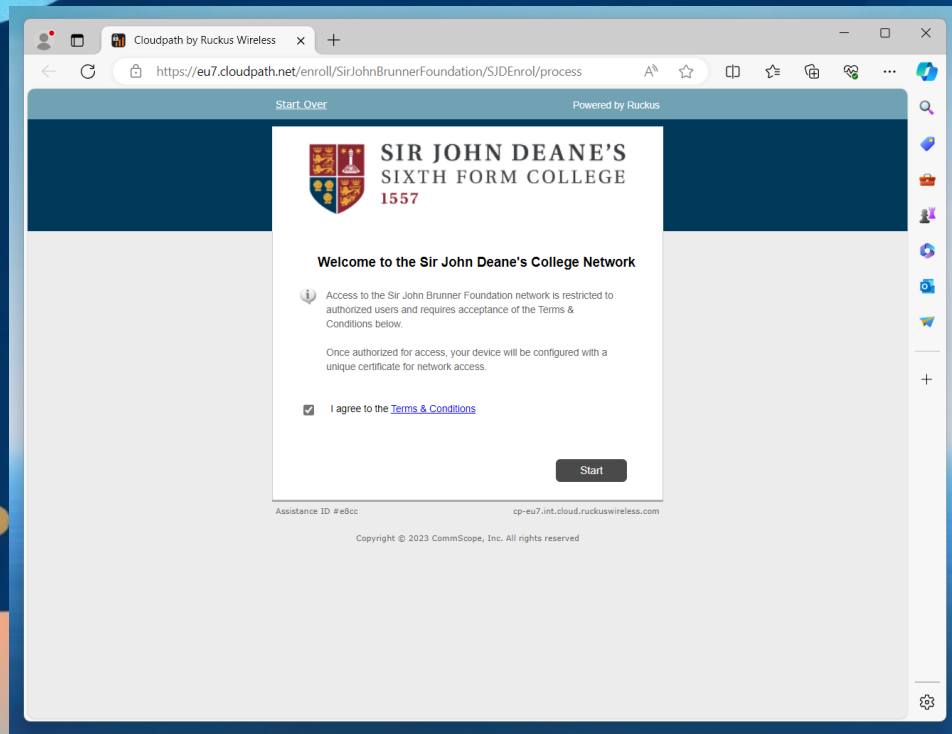 Cloudpath by Ruckus Wireless
https://eu7.cloudpath.net/enroll/SirJohnBrunnerFoundation/SJDEnrol/process
Start Over
Powered by Ruckus
SIR JOHN DEANE'S
SIXTH FORM COLLEGE
1557
Welcome to the Sir John Deane's College Network
Access to the Sir John Brunner Foundation network is restricted to
authorized users and requires acceptance of the Terms &
Conditions below.
Once authorized for access, your device will be configured with a
unique certificate for network access.
I agree to the Terms & Conditions
Start
Assistance ID #e8cc
cp-eu7.int.cloud.ruckuswireless.com
Copyright © 2023 CommScope, Inc. All rights reserved